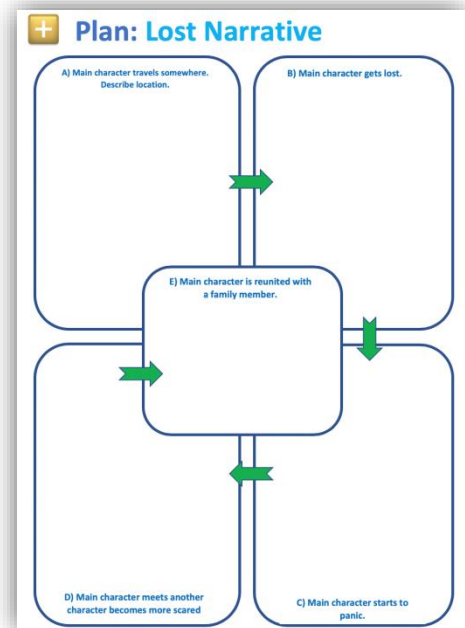 Plan: Lost Narrative
A) Main character travels somewhere.
Describe location.
B) Main character gets lost.
E) Main character is reunited with
a family member.
D) Main character meets another
character becomes more scared
C) Main character starts to
panic.